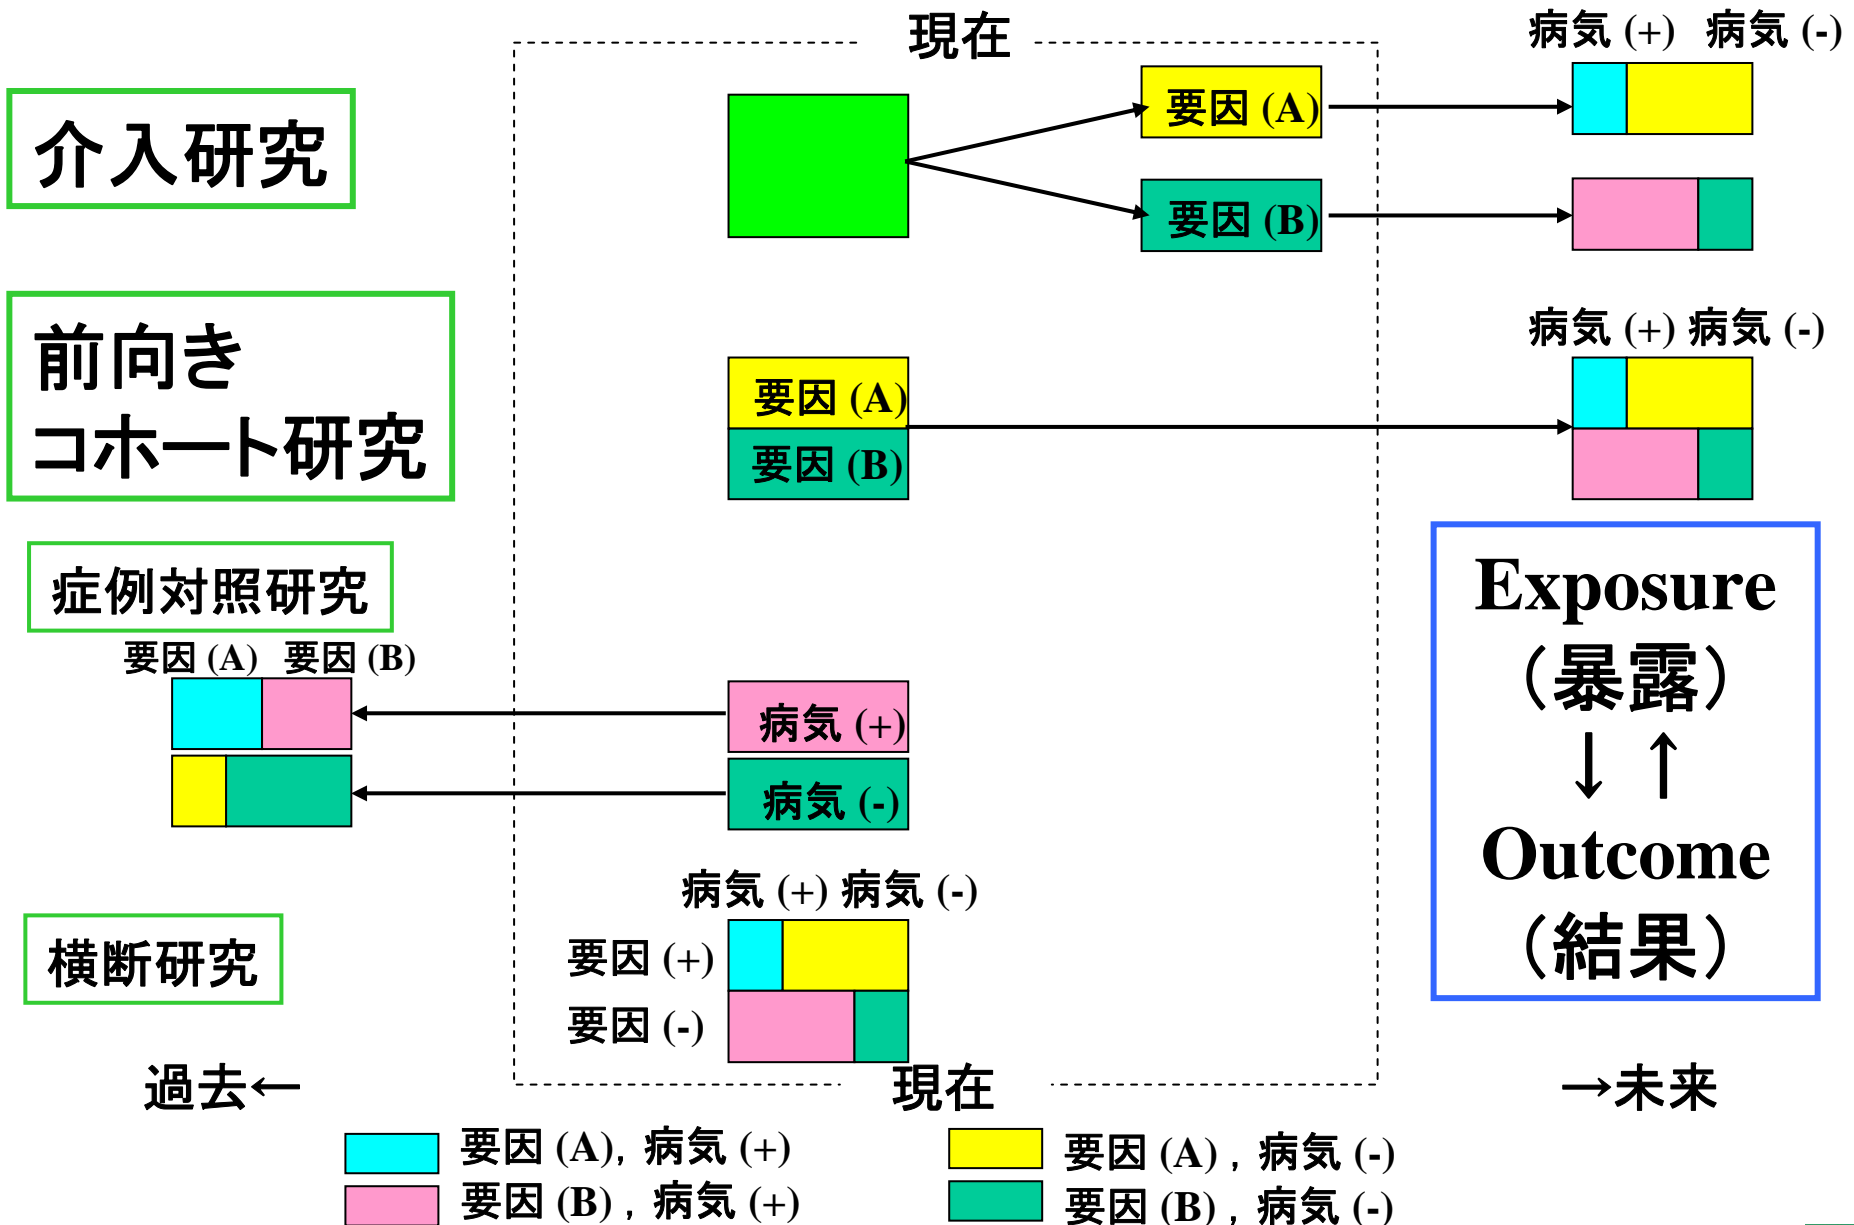 現在
病気 (+) 病気 (-)
介入研究
要因 (A)
要因 (B)
前向き
コホート研究
病気 (+) 病気 (-)
要因 (A)
要因 (B)
症例対照研究
要因 (A) 要因 (B)
病気 (+)
病気 (-)
Exposure
（暴露）
↓ ↑
Outcome
（結果）
病気 (+) 病気 (-)
横断研究
要因 (+)
要因 (-)
過去←
現在
→未来
要因 (A), 病気 (+)
要因 (A) , 病気 (-)
要因 (B) , 病気 (+)
要因 (B) , 病気 (-)